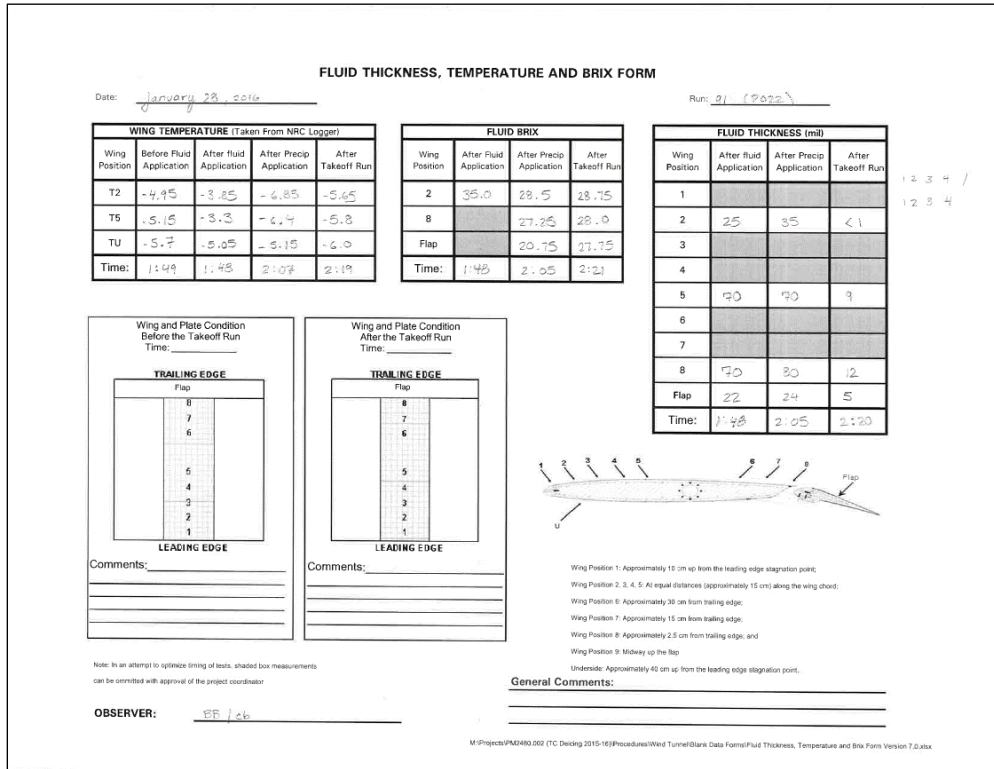 FLUID THICKNESS, TEMPERATURE AND BRIX FORM
Date: January 28, 2016
Run: 91 (P022)
WING TEMPERATURE (Taken From NRC Logger)
Wing Position Before Fluid Application After fluid Application After Precip Application After Takeoff Run
T2 -4.95 -3.85 -6.85 -5.65
T5 -5.15 -3.3 -6.4 -5.8
TU -5.7 -5.05 -5.15 -6.0
Time: 1:49 1:48 2:07 2:19
FLUID BRIX
Wing Position After Fluid Application After Precip Application After Takeoff Run
2 35.0 28.5 28.75
8 27.25 28.0
Flap 20.75 27.75
Time: 1:48 2:05 2:21
FLUID THICKNESS (mil)
Wing Position After fluid Application After Precip Application After Takeoff Run
1
2 25 35 <1
3
4
5 70 70 9
6
7
8 70 80 12
Flap 22 24 5
Time: 1:48 2:05 2:20
1 2 3 4 /
1 2 3 4
Wing and Plate Condition
Before the Takeoff Run
Time:
TRAILING EDGE
Flap
8
7
6
5
4
3
2
1
LEADING EDGE
Comments:
Wing and Plate Condition
After the Takeoff Run
Time:
TRAILING EDGE
Flap
8
7
6
5
4
3
2
1
LEADING EDGE
Comments:
1 2 3 4 5 6 7 8 Flap
U
Wing Position 1: Approximately 10 cm up from the leading edge stagnation point;
Wing Position 2, 3, 4, 5: At equal distances (approximately 15 cm) along the wing chord;
Wing Position 6: Approximately 30 cm from trailing edge;
Wing Position 7: Approximately 15 cm from trailing edge;
Wing Position 8: Approximately 2.5 cm from trailing edge; and
Wing Position 9: Midway up the flap
Underside: Approximately 40 cm up from the leading edge stagnation point.
Note: In an attempt to optimize timing of tests, shaded box measurements
can be ommitted with approval of the project coordinator
General Comments:
OBSERVER: BB / cb
M:\Projects\PM2480.002 (TC Deicing 2015-16)\Procedures\Wind Tunnel\Blank Data Forms\Fluid Thickness, Temperature and Brix Form Version 7.0.xlsx